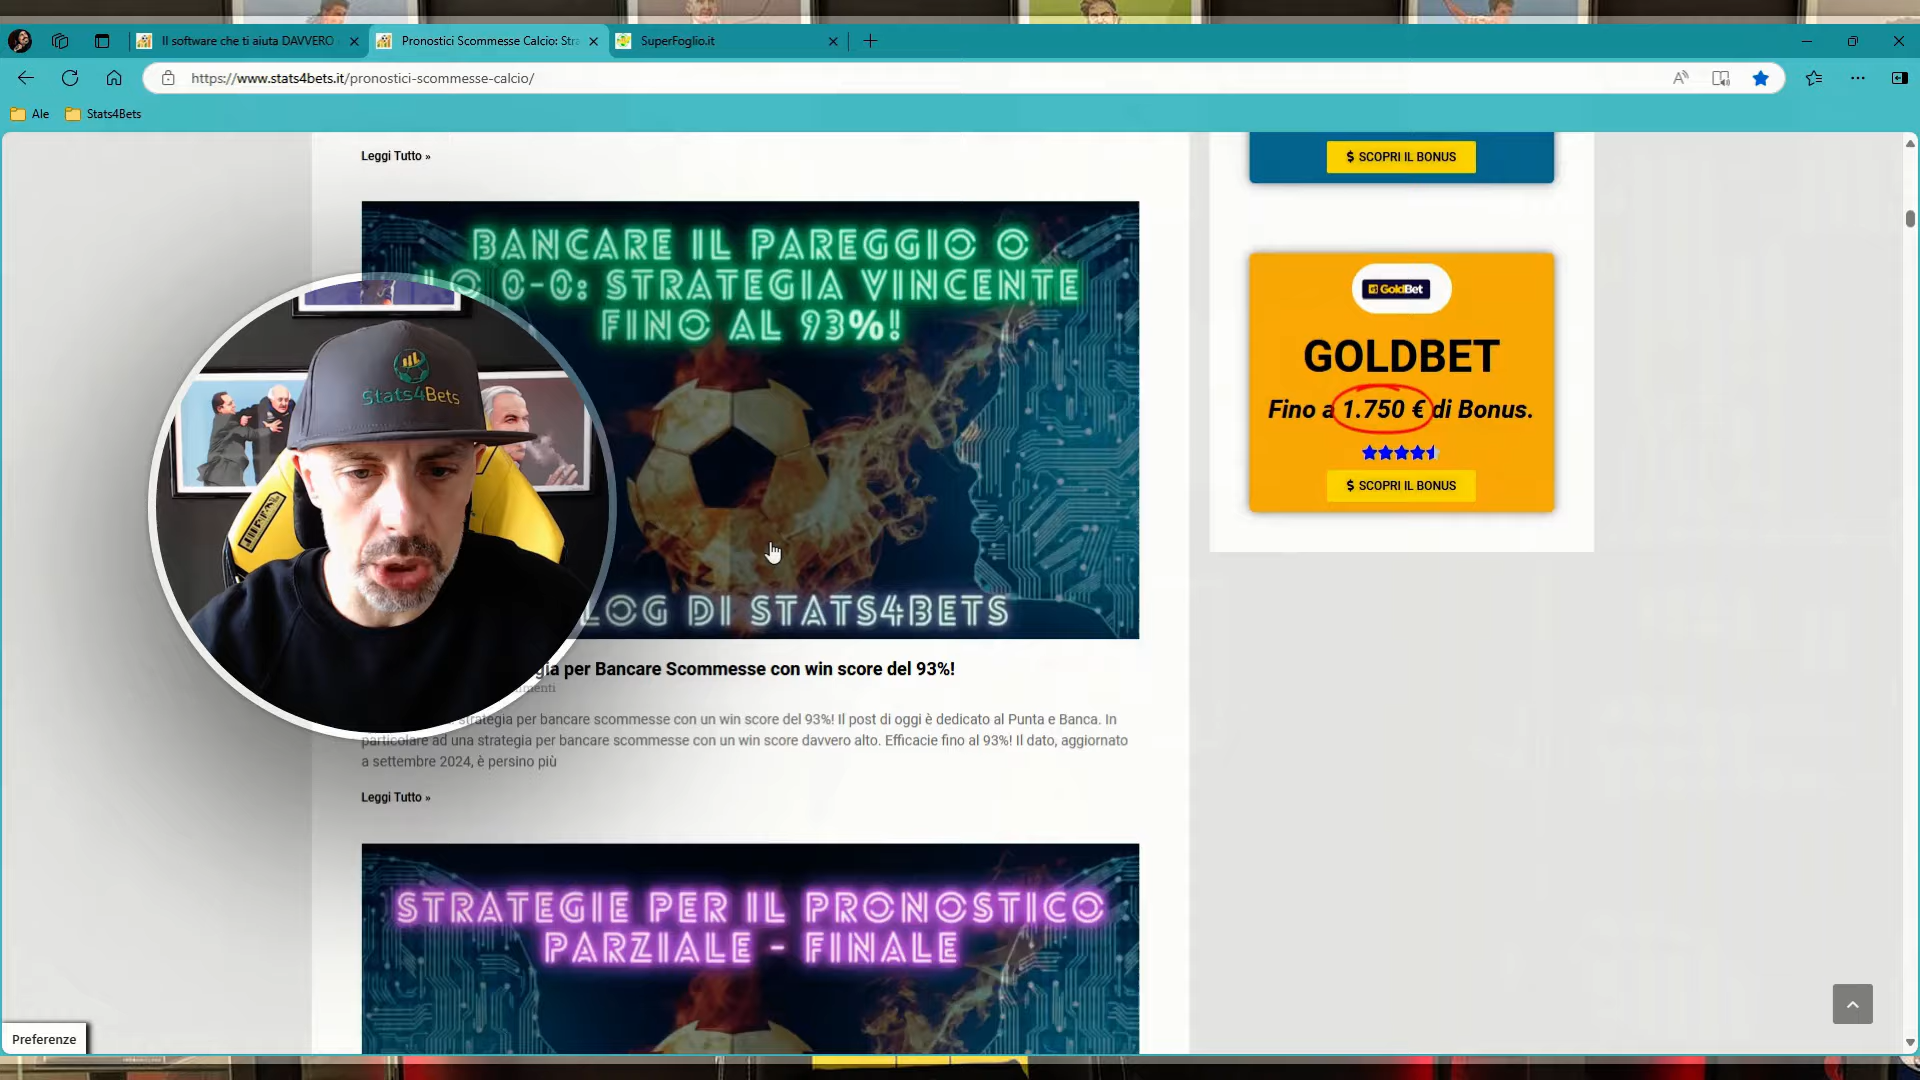 Il software che ti aiuta DAVVERO
Pronostici Scommesse Calcio: Str
SuperFoglio.it
https://www.stats4bets.it/pronostici-scommesse-calcio/
Ale
Stats4Bets
Leggi Tutto »
BANCARE IL PAREGGIO O
LO 0-0: STRATEGIA VINCENTE
FINO AL 93%!
LOG DI STATS4BETS
gia per Bancare Scommesse con win score del 93%!
menti
strategia per bancare scommesse con un win score del 93%! Il post di oggi è dedicato al Punta e Banca. In
particolare ad una strategia per bancare scommesse con un win score davvero alto. Efficacie fino al 93%! Il dato, aggiornato
a settembre 2024, è persino più
Leggi Tutto »
STRATEGIE PER IL PRONOSTICO
PARZIALE - FINALE
$ SCOPRI IL BONUS
GoldBet
GOLDBET
Fino a 1.750 € di Bonus.
$ SCOPRI IL BONUS
Stats4Bets
Preferenze